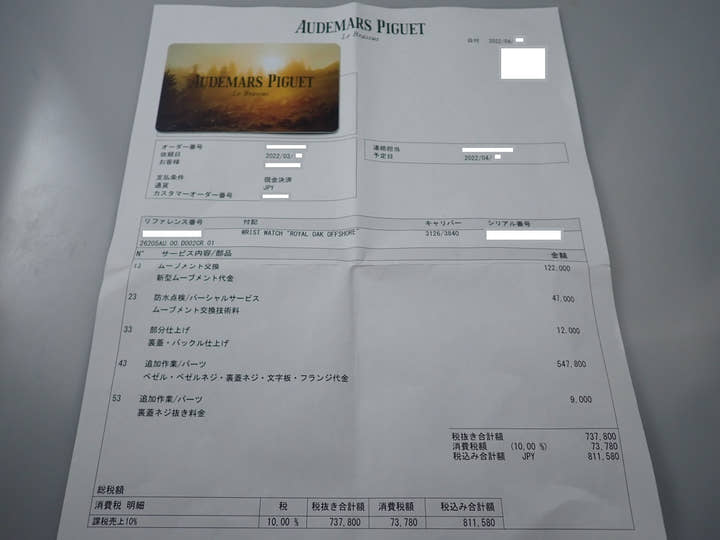 AUDEMARS PIGUET
Le Brassus
日付 2022/04/
AUDEMARS PIGUET
Le Brassus
オーダー番号
依頼日 2022/03/
お客様
支払条件 現金決済
通貨 JPY
カスタマーオーダー番号
連絡担当
予定日 2022/04/
リファレンス番号 付記 キャリバー シリアル番号
WRIST WATCH "ROYAL OAK OFFSHORE" 3126/3840
26205AU.OO.D002CR.01
N° サービス内容/部品 金額
13 ムーブメント交換 122,000
新型ムーブメント代金
23 防水点検/パーシャルサービス 47,000
ムーブメント交換技術料
33 部分仕上げ 12,000
裏蓋・バックル仕上げ
43 追加作業/パーツ 547,800
ベゼル・ベゼルネジ・裏蓋ネジ・文字板・フランジ代金
53 追加作業/パーツ 9,000
裏蓋ネジ抜き料金
税抜き合計額 737,800
消費税額 (10,00 %) 73,780
税込み合計額 JPY 811,580
総税額
消費税 明細 税 税抜き合計額 消費税額 税込み合計額
課税売上10% 10,00 % 737,800 73,780 811,580